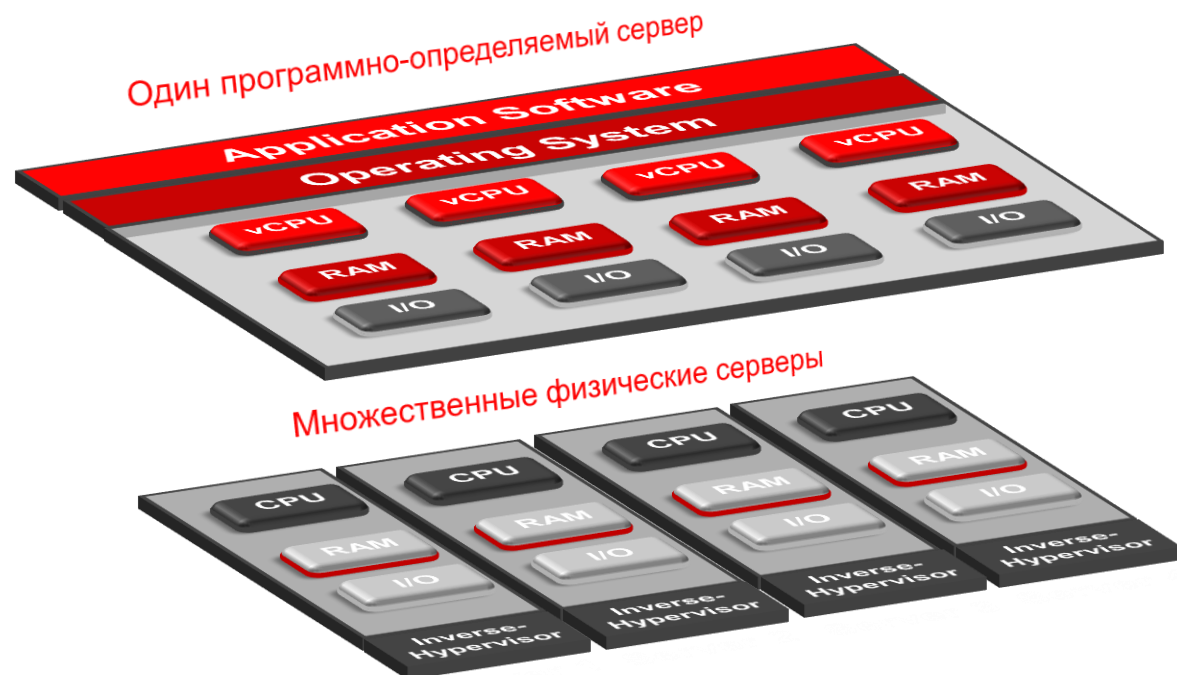 Один программно-определяемый сервер
Application Software
Operating System
vCPU
vCPU
vCPU
vCPU
RAM
RAM
RAM
RAM
I/O
I/O
I/O
I/O
Множественные физические серверы
CPU
CPU
CPU
CPU
RAM
RAM
RAM
RAM
I/O
I/O
I/O
I/O
Inverse-
Hypervisor
Inverse-
Hypervisor
Inverse-
Hypervisor
Inverse-
Hypervisor